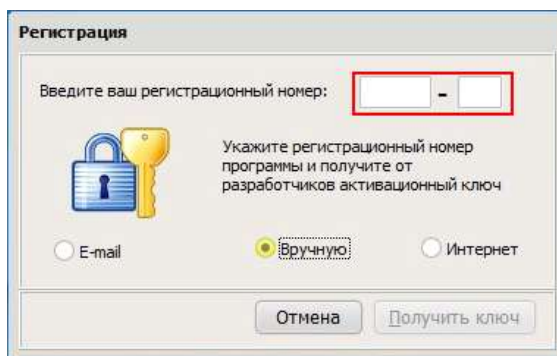 Регистрация
Введите ваш регистрационный номер: -
Укажите регистрационный номер
программы и получите от
разработчиков активационный ключ
E-mail Вручную Интернет
Отмена Получить ключ